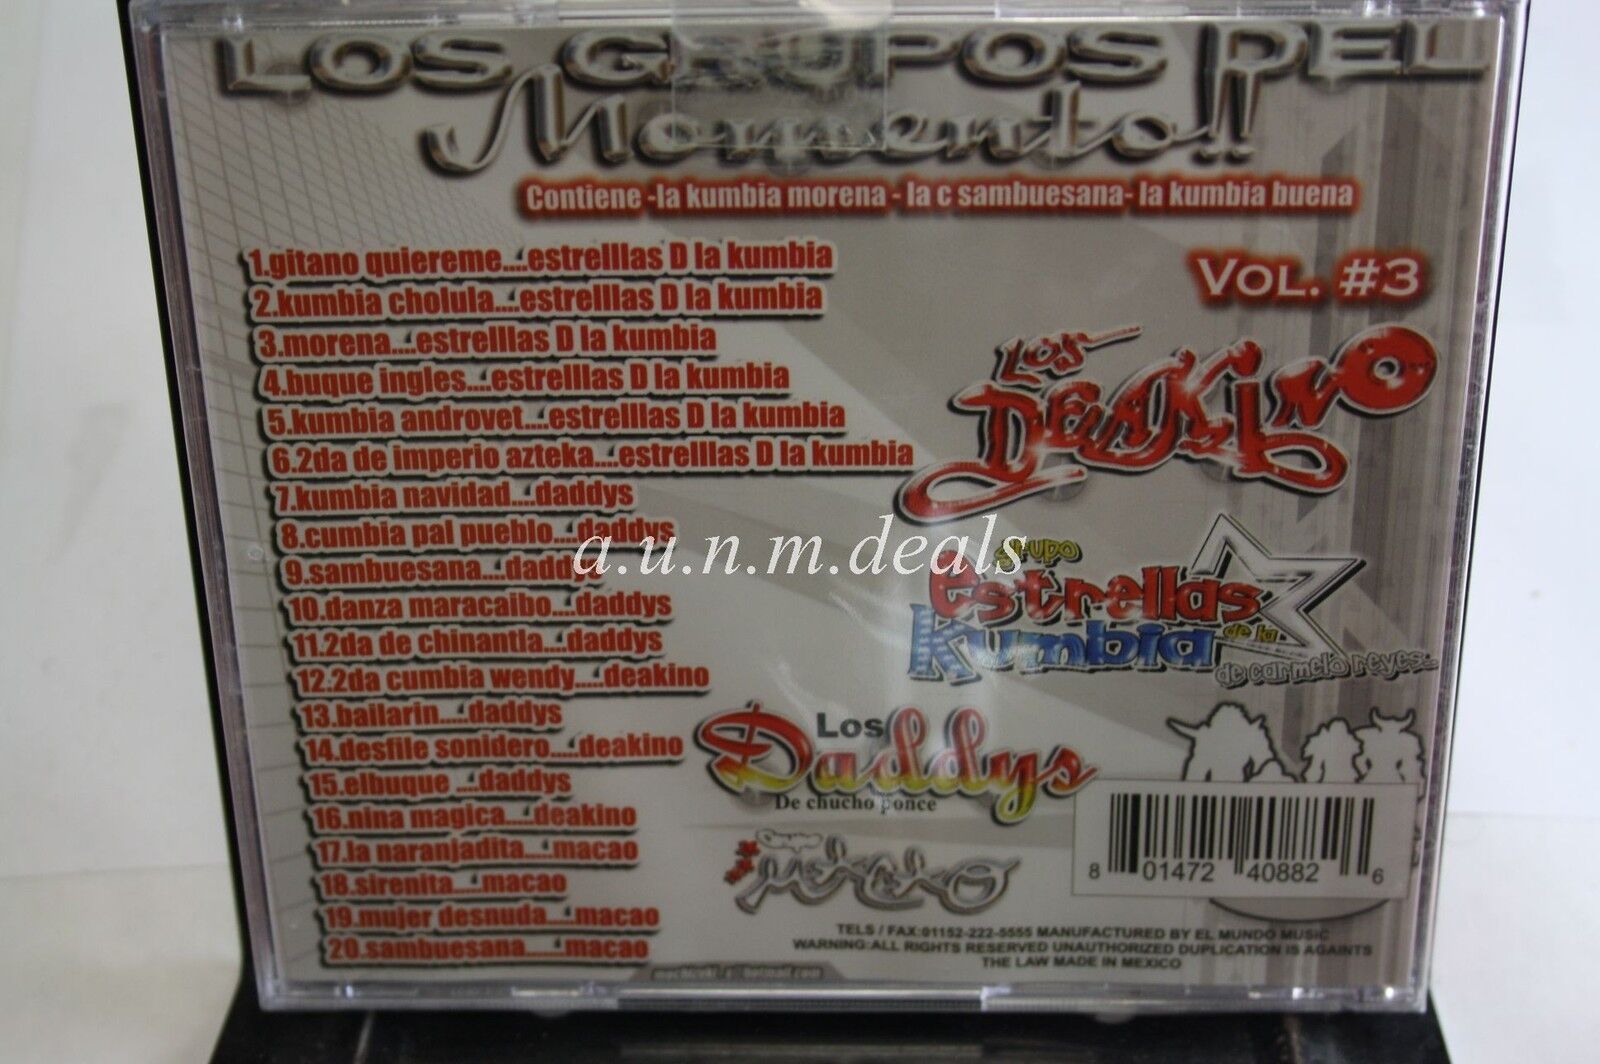 LOS GRUPOS DEL
Momento!!
Contiene -la kumbia morena - la c sambuesana- la kumbia buena
1.gitano quiereme....estrelllas D la kumbia
2.kumbia cholula....estrelllas D la kumbia
3.morena....estrelllas D la kumbia
4.buque ingles....estrelllas D la kumbia
5.kumbia androvet....estrelllas D la kumbia
6.2da de imperio azteka....estrelllas D la kumbia
7.kumbia navidad....daddys
8.cumbia pal pueblo....daddys
9.sambuesana....daddys
10.danza maracaibo....daddys
11.2da de chinantla....daddys
12.2da cumbia wendy.....deakino
13.bailarin.....daddys
14.desfile sonidero.....deakino
15.elbuque ....daddys
16.nina magica.....deakino
17.la naranjadita.....macao
18.sirenita.....macao
19.mujer desnuda.....macao
20.sambuesana.....macao
VOL. #3
Los
DEAKINO
grupo
estrellas
de la
Kumbia
de carmelo reyes...
Los
Daddys
De chucho ponce
Grupo
a.u.n.m.deals
8 01472 40882 6
TELS / FAX:01152-222-5555 MANUFACTURED BY EL MUNDO MUSIC
WARNING:ALL RIGHTS RESERVED UNAUTHORIZED DUPLICATION IS AGAINTS
THE LAW MADE IN MEXICO